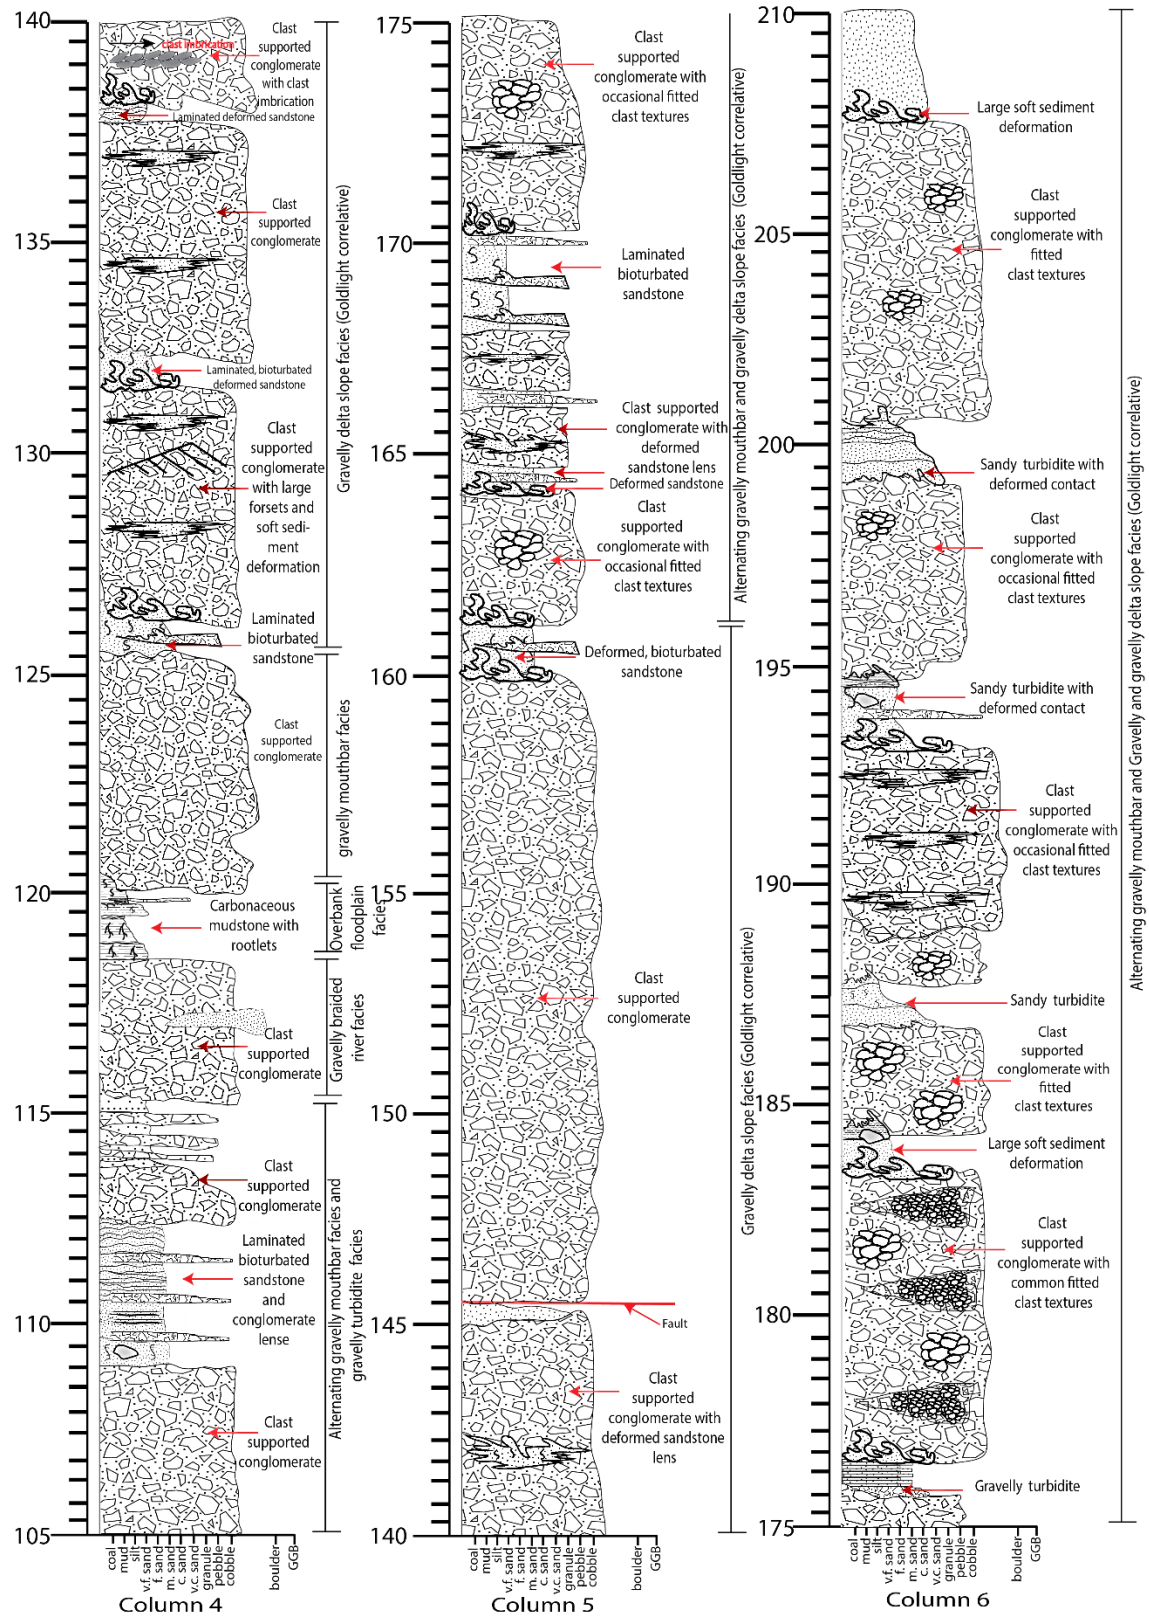 140
135
130
125
120
115
110
105
clast imbrication
Clast
supported
conglomerate
with clast
imbrication
Laminated deformed sandstone
Clast
supported
conglomerate
Laminated, bioturbated
deformed sandstone
Clast
supported
conglomerate
with large
forsets and
soft sedi-
ment
deformation
Laminated
bioturbated
sandstone
Clast
supported
conglomerate
Carbonaceous
mudstone with
rootlets
Clast
supported
conglomerate
Clast
supported
conglomerate
Laminated
bioturbated
sandstone
and
conglomerate
lense
Clast
supported
conglomerate
Gravelly delta slope facies (Goldlight correlative)
gravelly mouthbar facies
Overbank
floodplain
facies
Gravelly braided
river facies
Alternating gravelly mouthbar facies and
gravelly turbidite facies
coal
mud
silt
v.f. sand
f. sand
m. sand
c. sand
v.c. sand
granule
pebble
cobble
boulder
GGB
Column 4
175
170
165
160
155
150
145
140
Clast
supported
conglomerate with
occasional fitted
clast textures
Laminated
bioturbated
sandstone
Clast supported
conglomerate with
deformed
sandstone lens
Deformed sandstone
Clast
supported
conglomerate with
occasional fitted
clast textures
Deformed, bioturbated
sandstone
Clast
supported
conglomerate
Fault
Clast
supported
conglomerate with
deformed sandstone
lens
Alternating gravelly mouthbar and gravelly delta slope facies (Goldlight correlative)
Gravelly delta slope facies (Goldlight correlative)
coal
mud
silt
v.f. sand
f. sand
m. sand
c. sand
v.c. sand
granule
pebble
cobble
boulder
GGB
Column 5
210
205
200
195
190
185
180
175
Large soft sediment
deformation
Clast
supported
conglomerate with
fitted
clast textures
Sandy turbidite with
deformed contact
Clast
supported
conglomerate with
occasional fitted
clast textures
Sandy turbidite with
deformed contact
Clast
supported
conglomerate with
occasional fitted
clast textures
Sandy turbidite
Clast
supported
conglomerate with
fitted
clast textures
Large soft sediment
deformation
Clast
supported
conglomerate with
common fitted
clast textures
Gravelly turbidite
Alternating gravelly mouthbar and Gravelly and gravelly delta slope facies (Goldlight correlative)
coal
mud
silt
v.f. sand
f. sand
m. sand
c. sand
v.c. sand
granule
pebble
cobble
boulder
GGB
Column 6